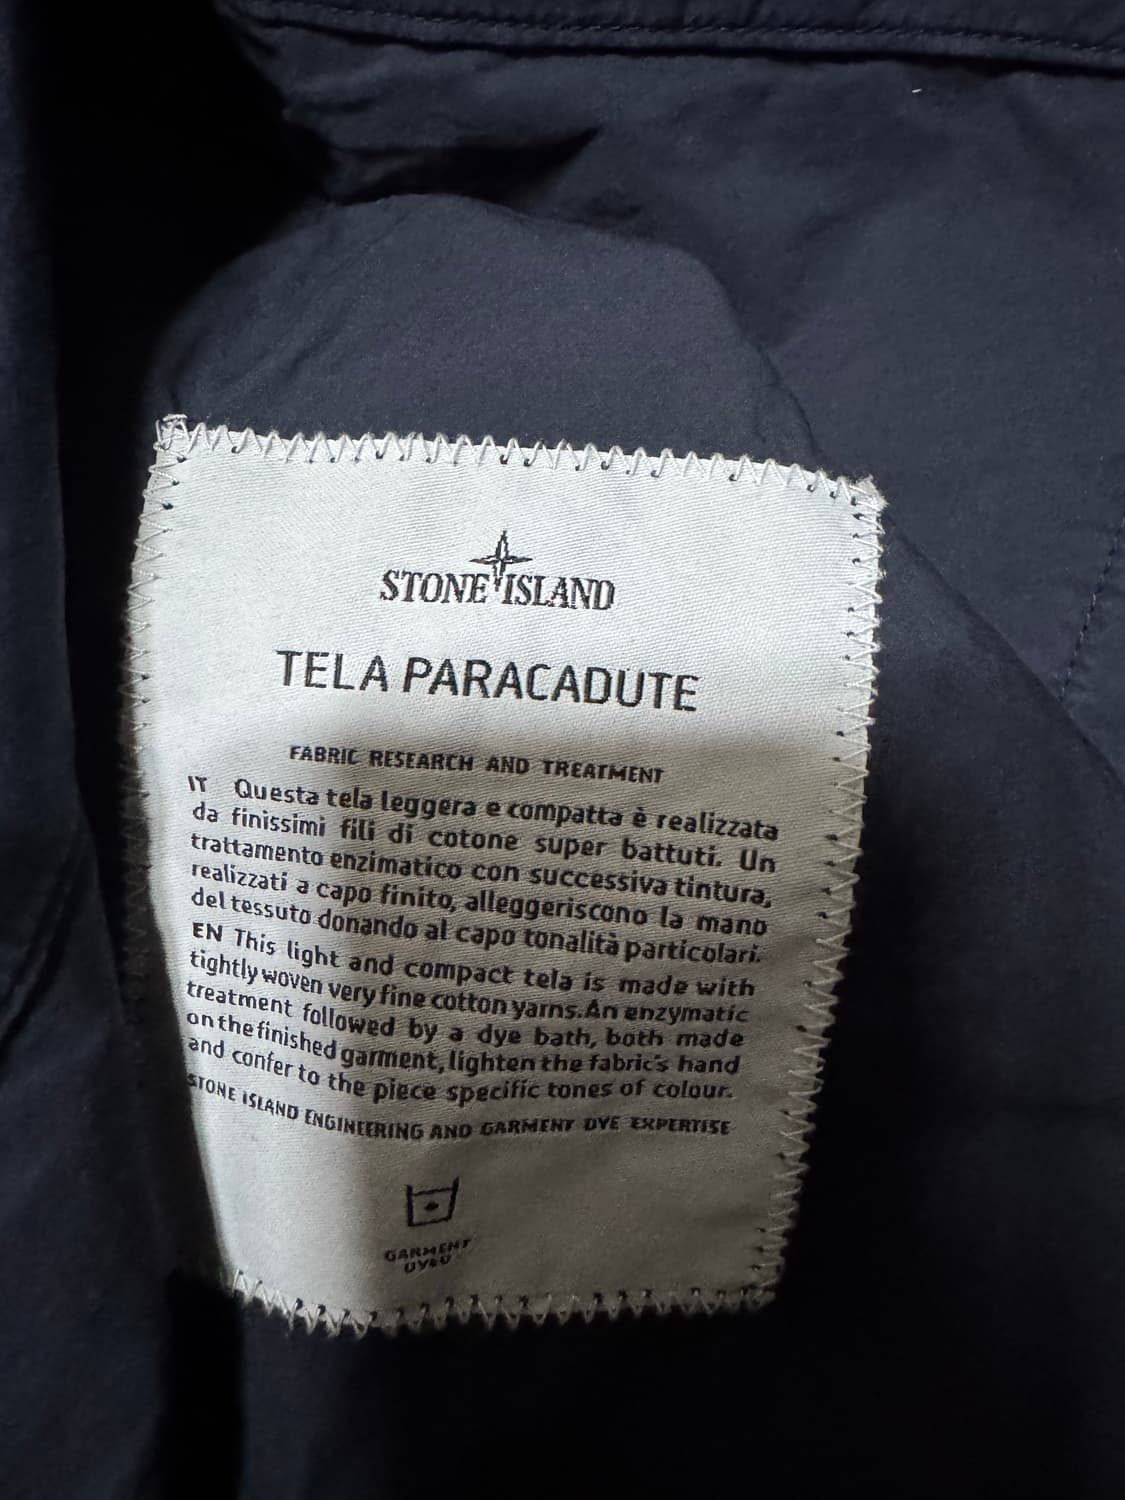 STONE ISLAND
TELA PARACADUTE
FABRIC RESEARCH AND TREATMENT
IT Questa tela leggera e compatta è realizzata
da finissimi fili di cotone super battuti. Un
trattamento enzimatico con successiva tintura,
realizzati a capo finito, alleggeriscono la mano
del tessuto donando al capo tonalità particolari.
EN This light and compact tela is made with
tightly woven very fine cotton yarns. An enzymatic
treatment followed by a dye bath, both made
on the finished garment, lighten the fabric's hand
and confer to the piece specific tones of colour.
STONE ISLAND ENGINEERING AND GARMENT DYE EXPERTISE
GARMENT
DYED